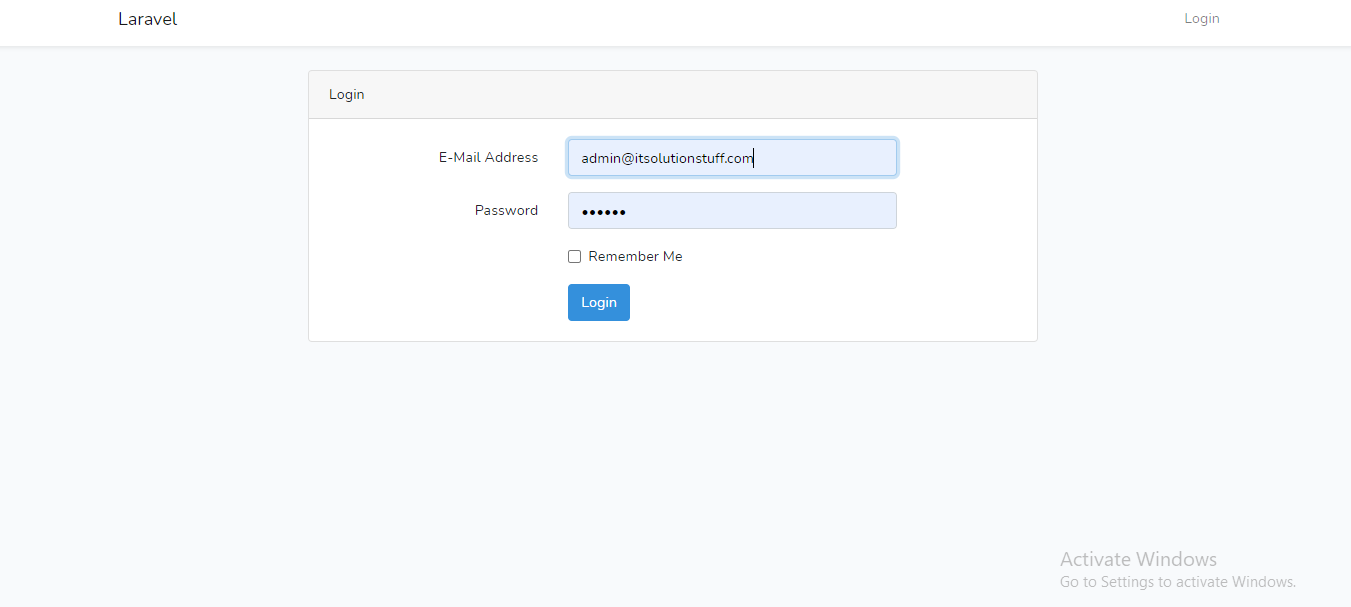 Laravel
Login
Login
E-Mail Address
admin@itsolutionstuff.com
Password
••••••
Remember Me
Login
Activate Windows
Go to Settings to activate Windows.